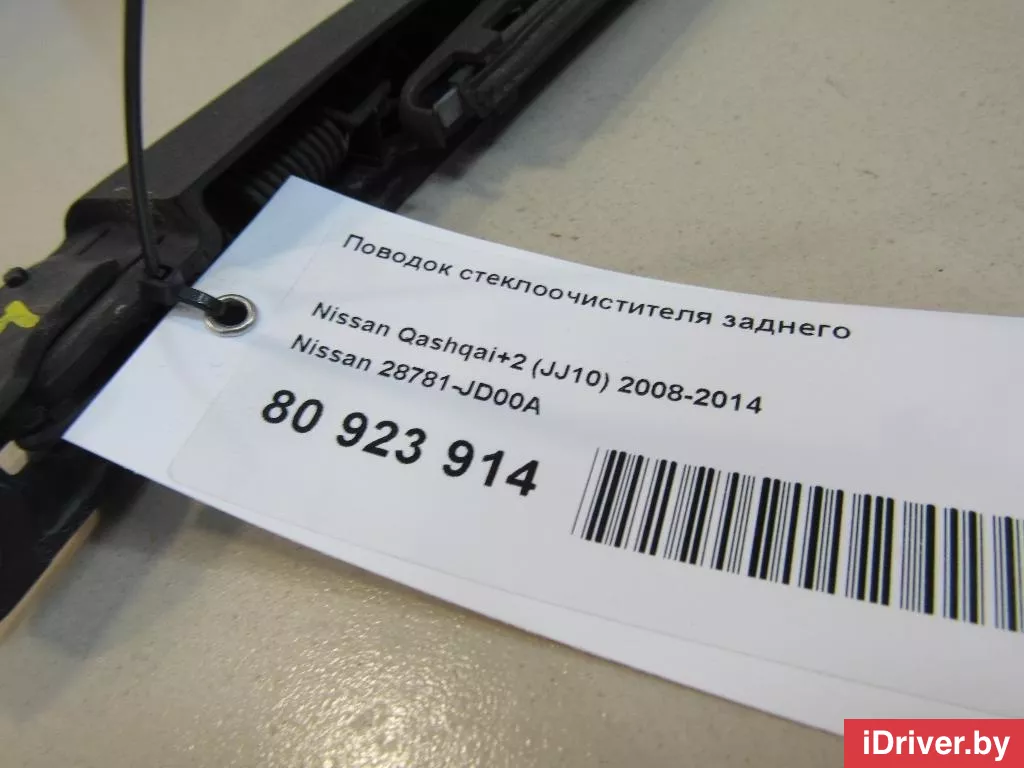 Поводок стеклоочистителя заднего
Nissan Qashqai+2 (JJ10) 2008-2014
Nissan 28781-JD00A
80 923 914
iDriver.by